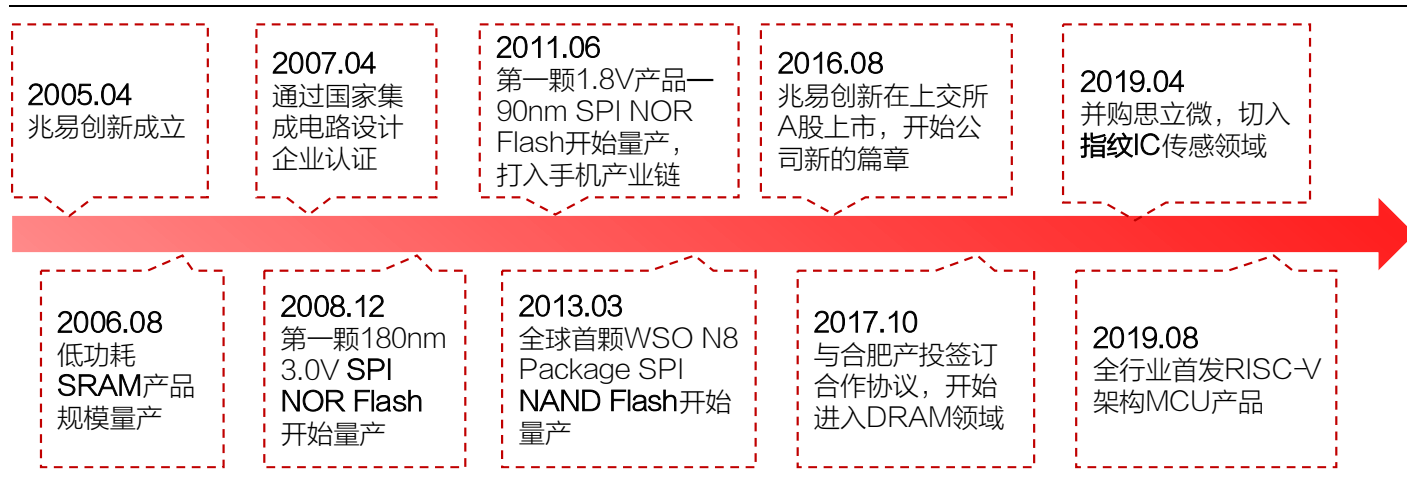 2005.04
兆易创新成立
2007.04
通过国家集
成电路设计
企业认证
2011.06
第一颗1.8V产品—
90nm SPI NOR
Flash开始量产，
打入手机产业链
2016.08
兆易创新在上交所
A股上市，开始公
司新的篇章
2019.04
并购思立微，切入
指纹IC传感领域
2006.08
低功耗
SRAM产品
规模量产
2008.12
第一颗180nm
3.0V SPI
NOR Flash
开始量产
2013.03
全球首颗WSO N8
Package SPI
NAND Flash开始
量产
2017.10
与合肥产投签订
合作协议，开始
进入DRAM领域
2019.08
全行业首发RISC-V
架构MCU产品